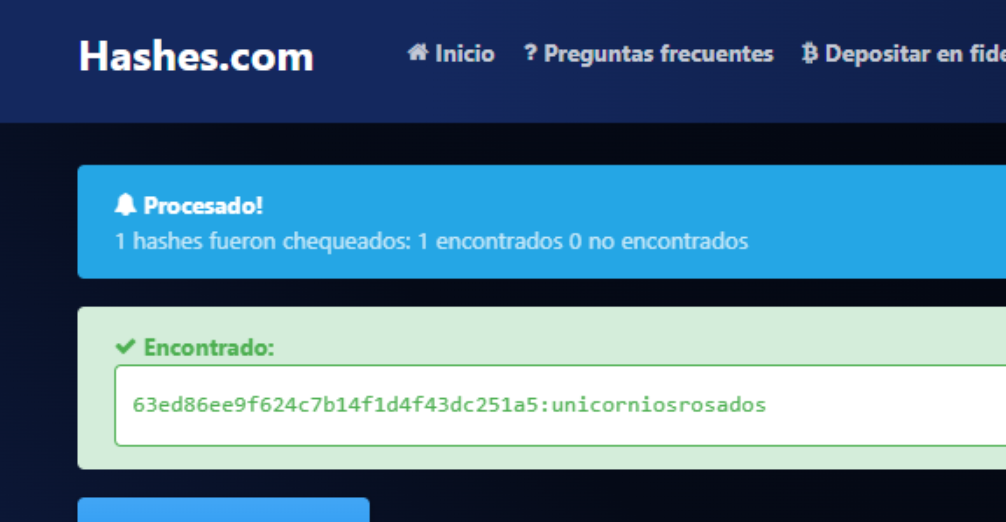 Hashes.com
Inicio ? Preguntas frecuentes Depositar en fide
Procesado!
1 hashes fueron chequeados: 1 encontrados 0 no encontrados
Encontrado:
63ed86ee9f624c7b14f1d4f43dc251a5:unicorniosrosados